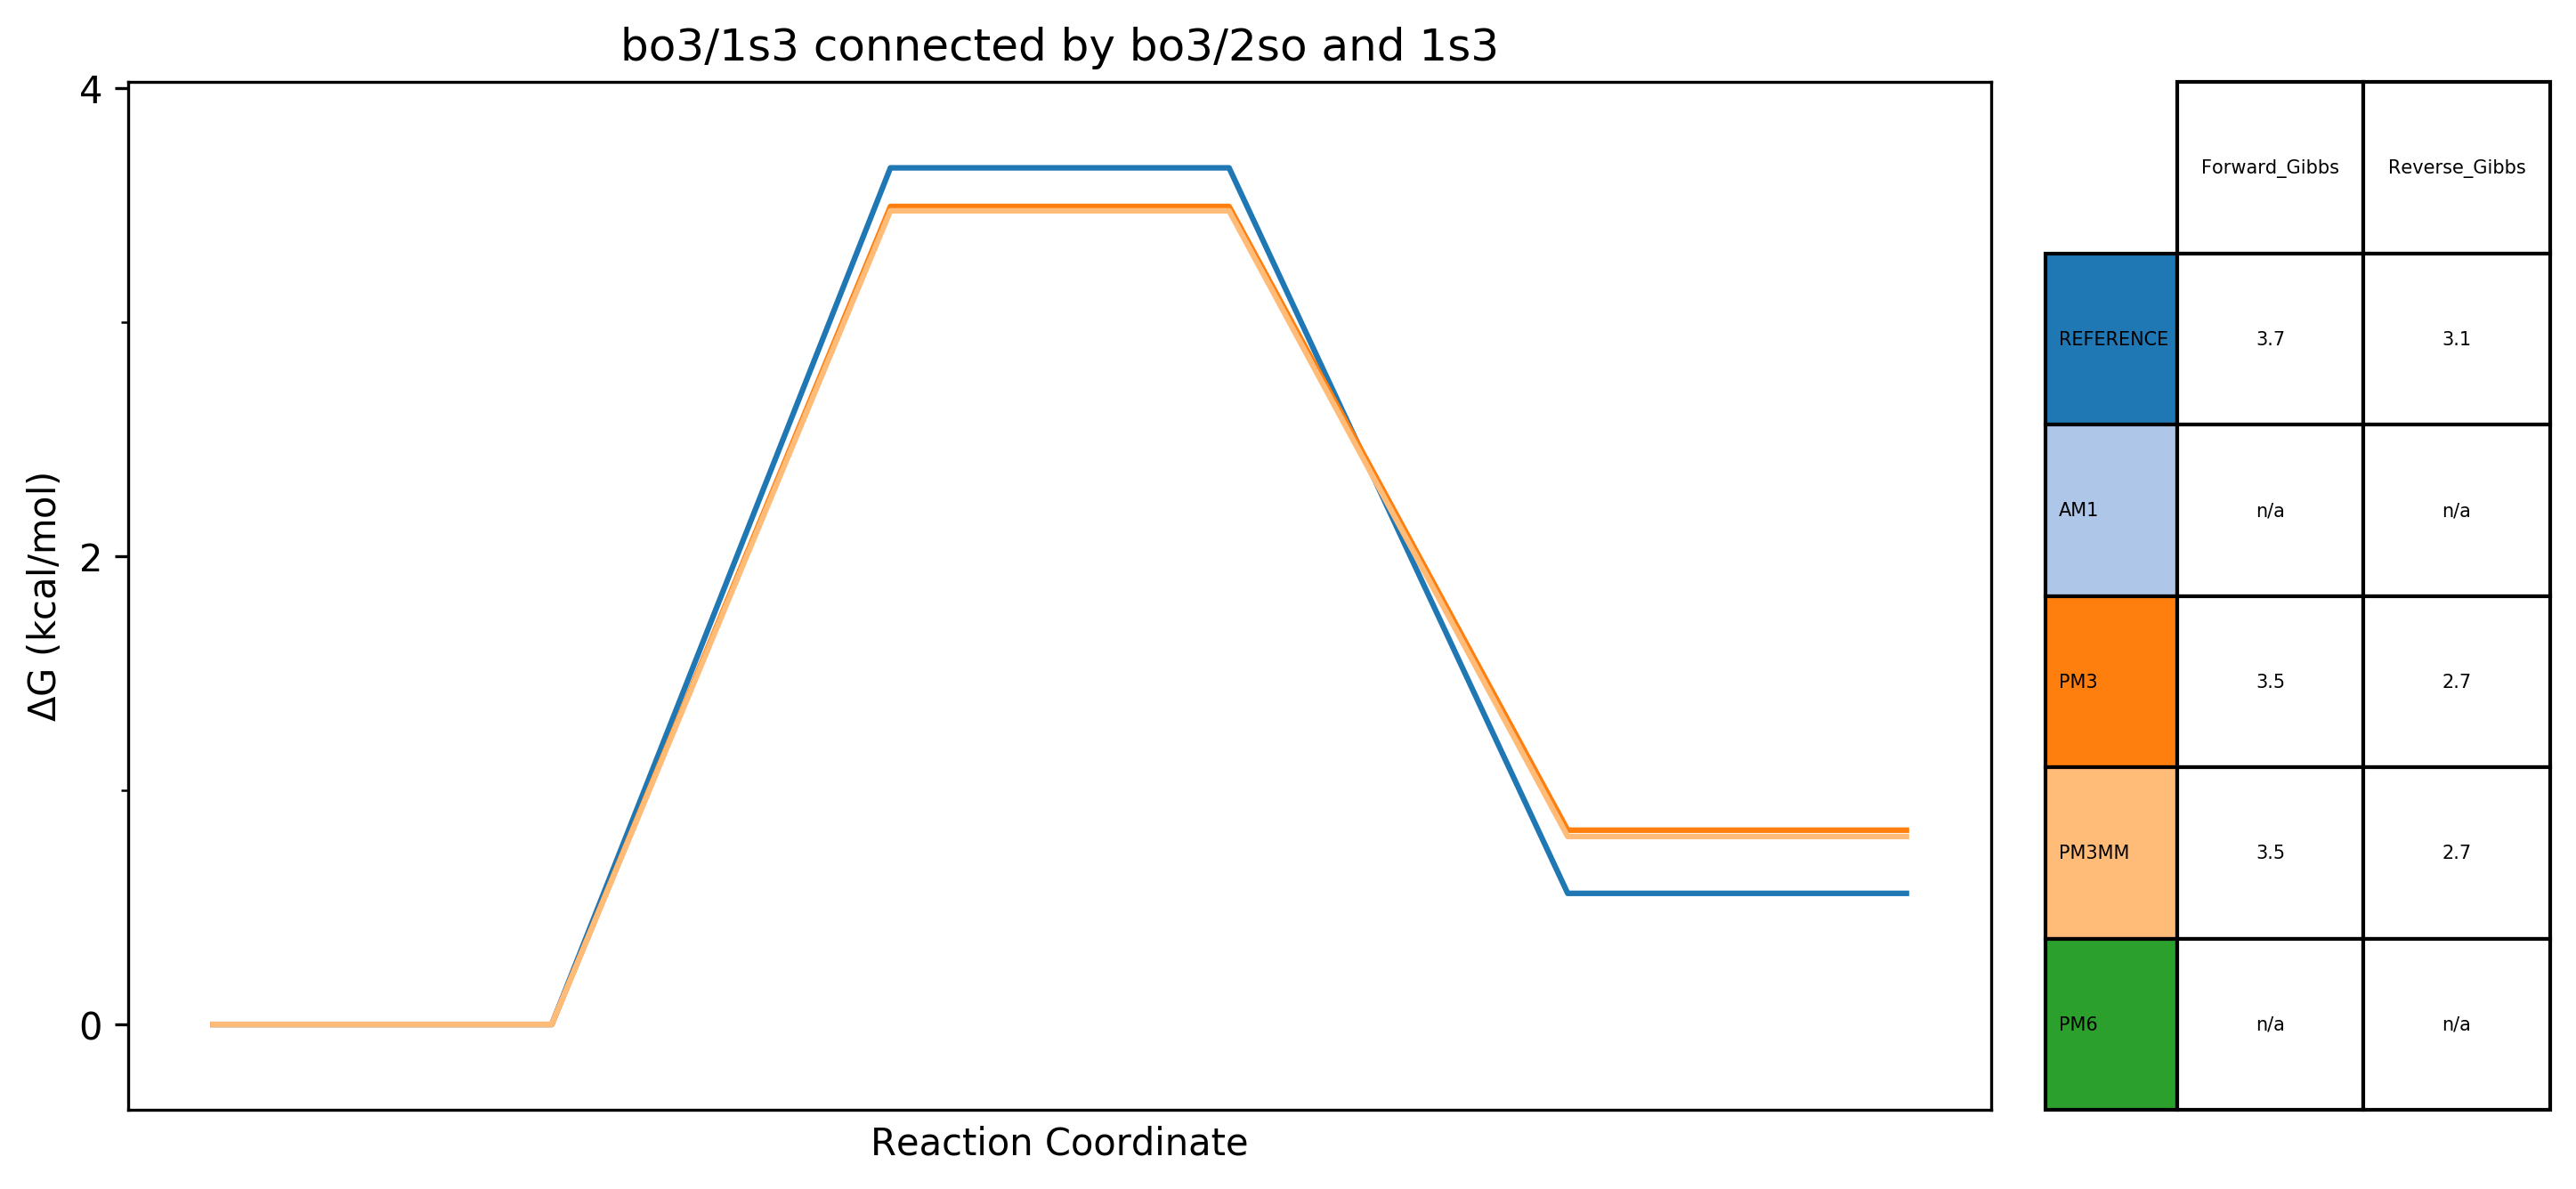 bo3/1s3 connected by bo3/2so and 1s3
4
2
0
ΔG (kcal/mol)
Reaction Coordinate
Forward_Gibbs Reverse_Gibbs
REFERENCE 3.7 3.1
AM1 n/a n/a
PM3 3.5 2.7
PM3MM 3.5 2.7
PM6 n/a n/a